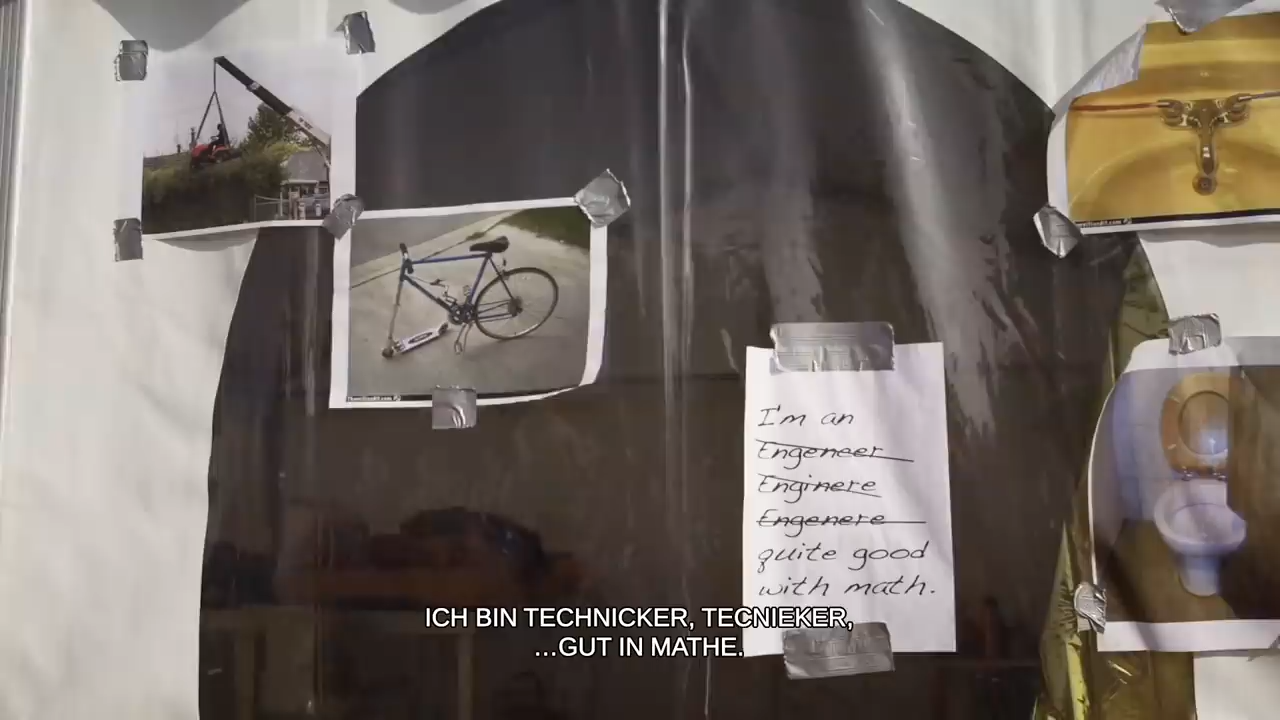 I'm an
Engeneer
Enginere
Engenere
quite good
with math.
ICH BIN TECHNICKER, TECNIEKER,
...GUT IN MATHE.